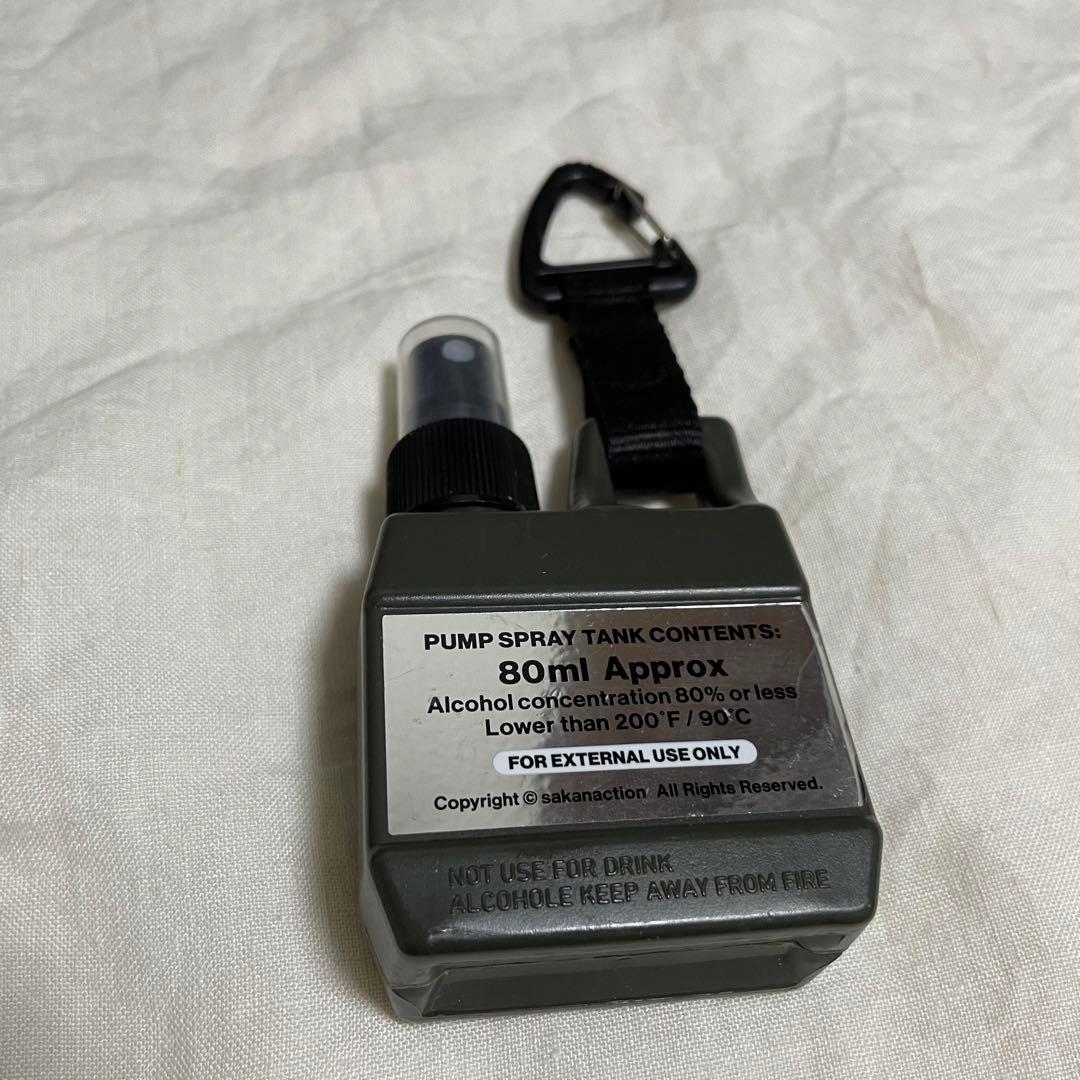 PUMP SPRAY TANK CONTENTS:
80ml Approx
Alcohol concentration 80% or less
Lower than 200°F / 90°C
FOR EXTERNAL USE ONLY
Copyright © sakanaction All Rights Reserved.
NOT USE FOR DRINK
ALCOHOLE KEEP AWAY FROM FIRE